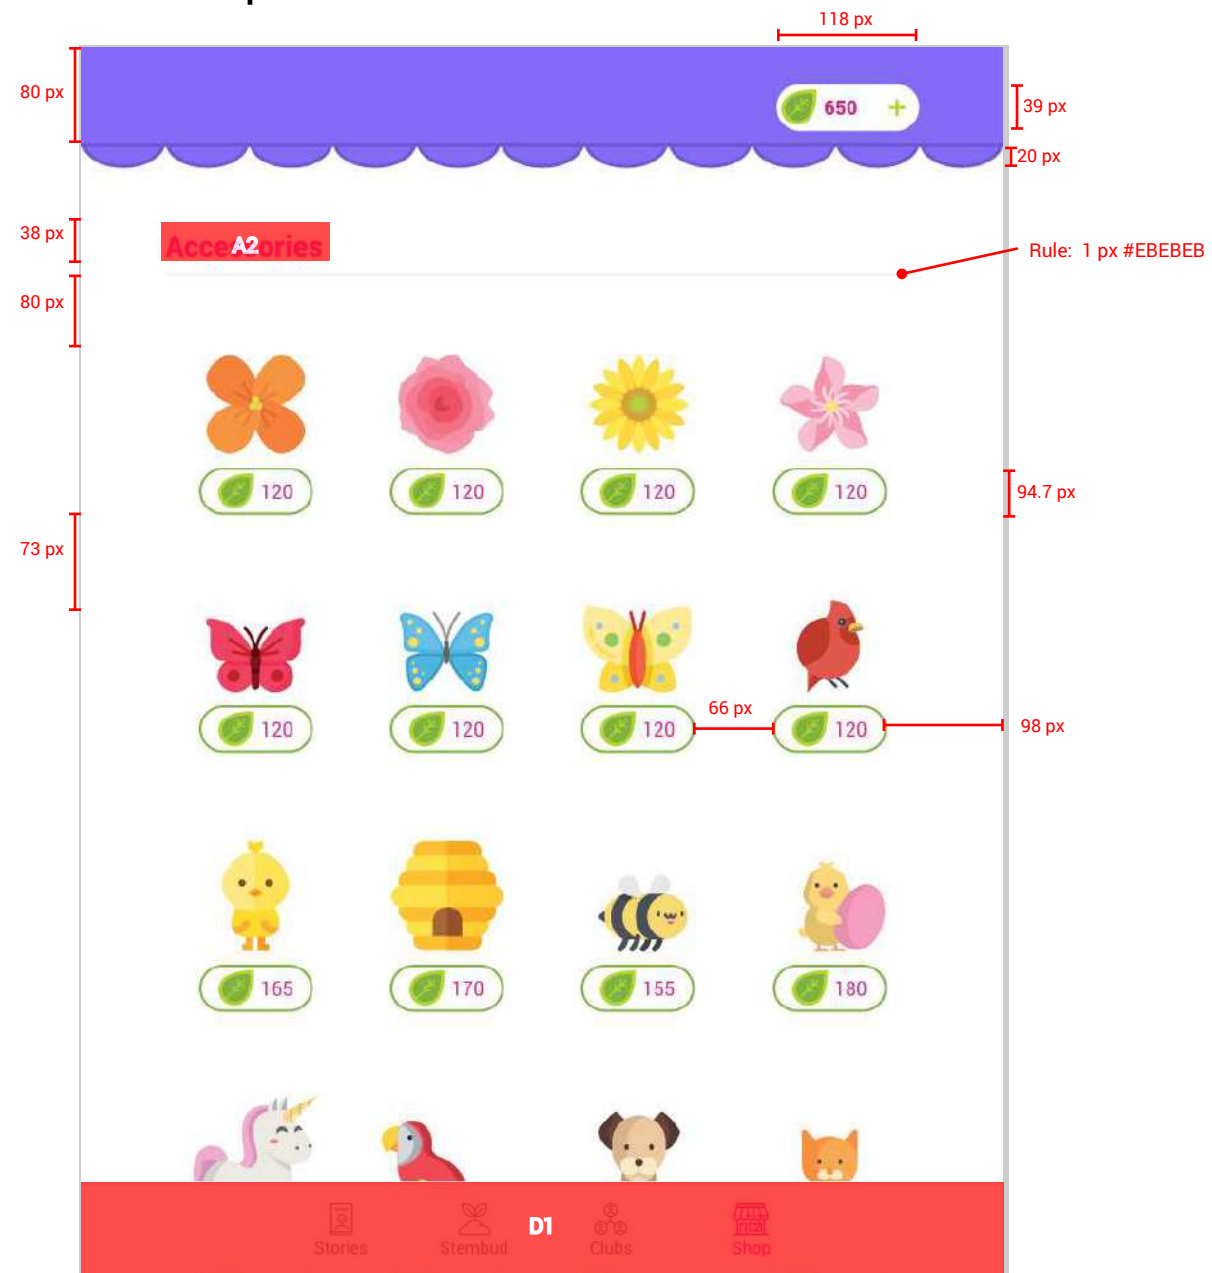 118 px
80 px
650 +
39 px
20 px
38 px
Accessories
A2
Rule: 1 px #EBEBEB
80 px
120 120 120 120
94.7 px
73 px
66 px
120 120 120 120
98 px
165 170 155 180
D1
Stories Stembud Clubs Shop